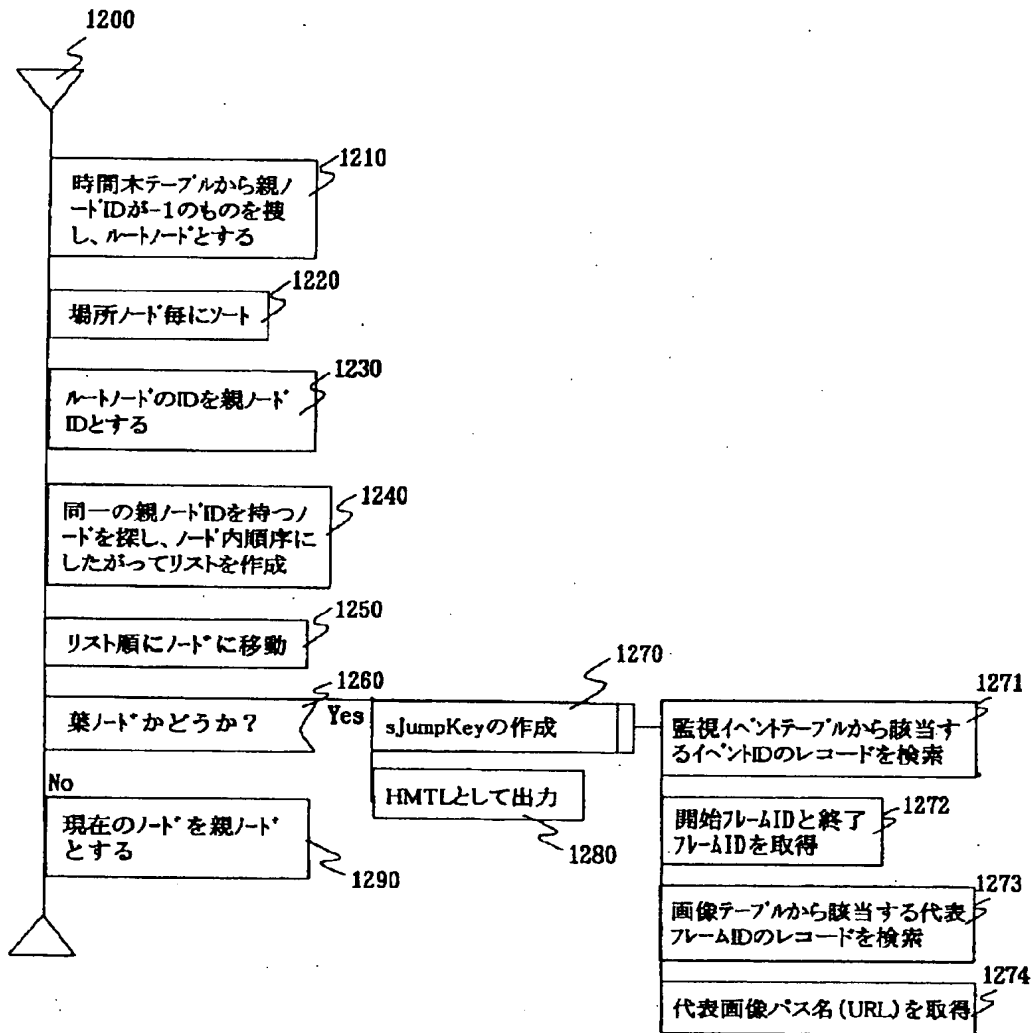 1200
1210
時間木テーブルから親ノ
ードIDが-1のものを捜
し、ルートノードとする
1220
場所ノード毎にソート
1230
ルートノードのIDを親ノード
IDとする
1240
同一の親ノードIDを持つノ
ードを探し、ノード内順序に
したがってリストを作成
1250
リスト順にノードに移動
1260
葉ノードかどうか?
Yes
No
1270
sJumpKeyの作成
HMTLとして出力
1280
現在のノードを親ノード
とする
1290
1271
監視イベントテーブルから該当す
るイベントIDのレコードを検索
1272
開始フレームIDと終了
フレームIDを取得
1273
画像テーブルから該当する代表
フレームIDのレコードを検索
1274
代表画像パス名(URL)を取得